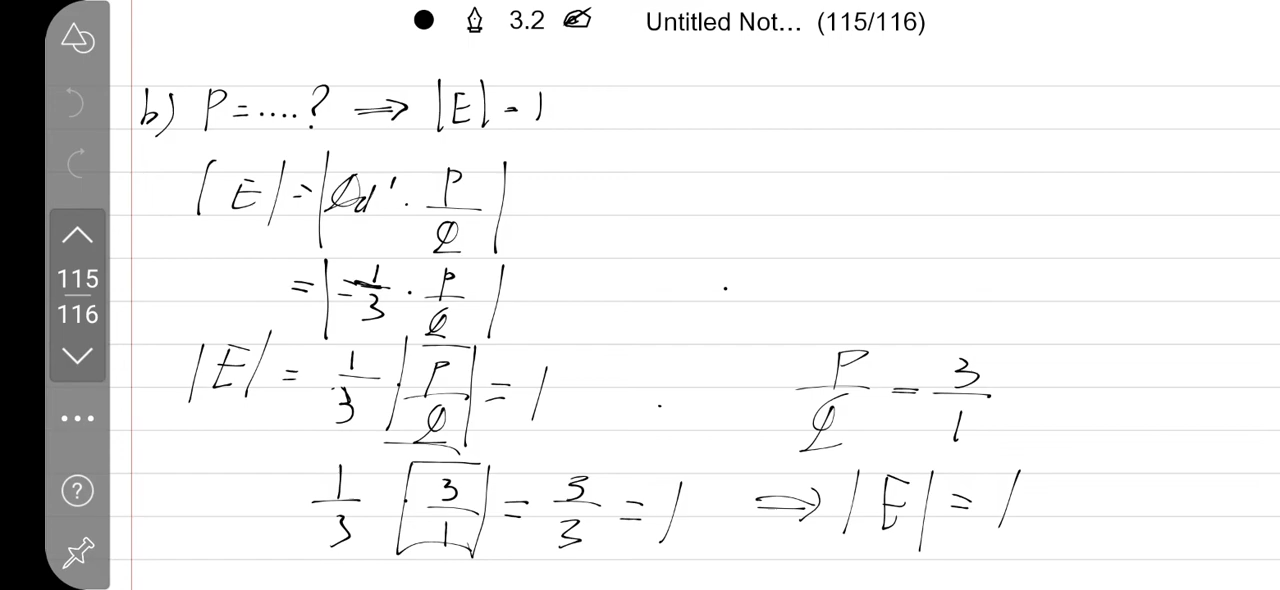 3.2 Untitled Not... (115/116)
b) P = ....? ⟹ |E| = 1
|E| = |Qd' · P/Q|
= |-1/3 · P/Q|
|E| = 1/3 · |P/Q| = 1
P/Q = 3/1
1/3 |3/1| = 3/3 = 1 ⟹ |E| = 1
115
116
...
?